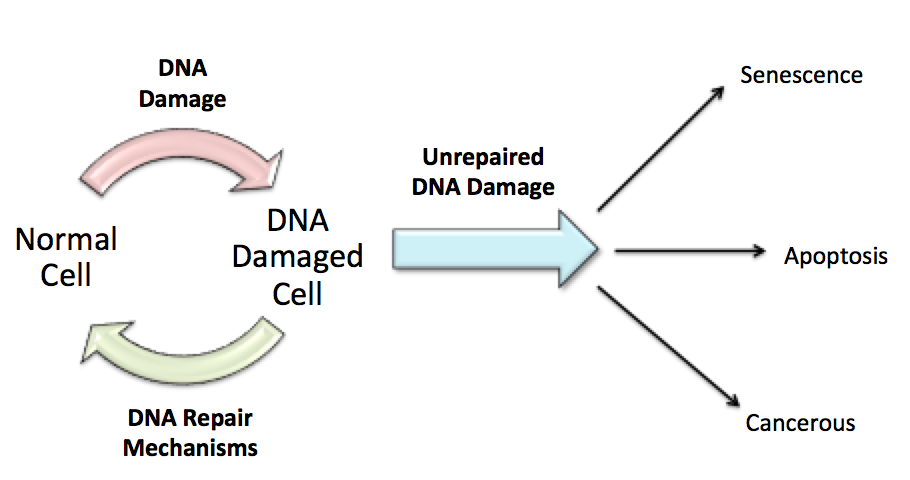 DNA
Damage
Normal
Cell
DNA
Damaged
Cell
DNA Repair
Mechanisms
Unrepaired
DNA Damage
Senescence
Apoptosis
Cancerous